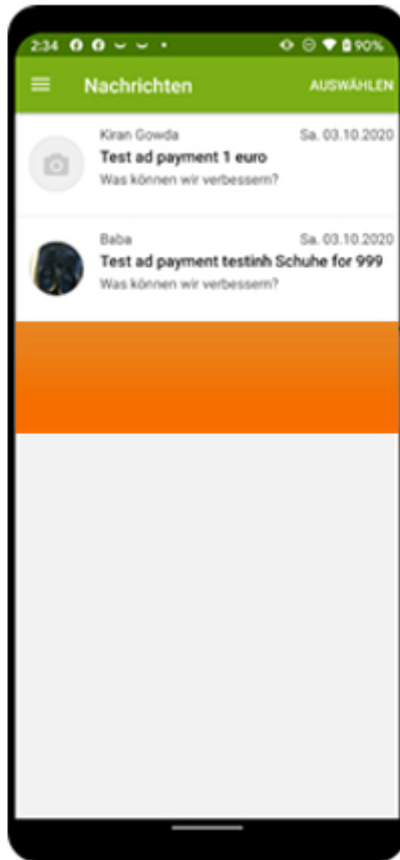 2:34
90%
Nachrichten
AUSWÄHLEN
Kiran Gowda
Sa. 03.10.2020
Test ad payment 1 euro
Was können wir verbessern?
Baba
Sa. 03.10.2020
Test ad payment testinh Schuhe for 999
Was können wir verbessern?